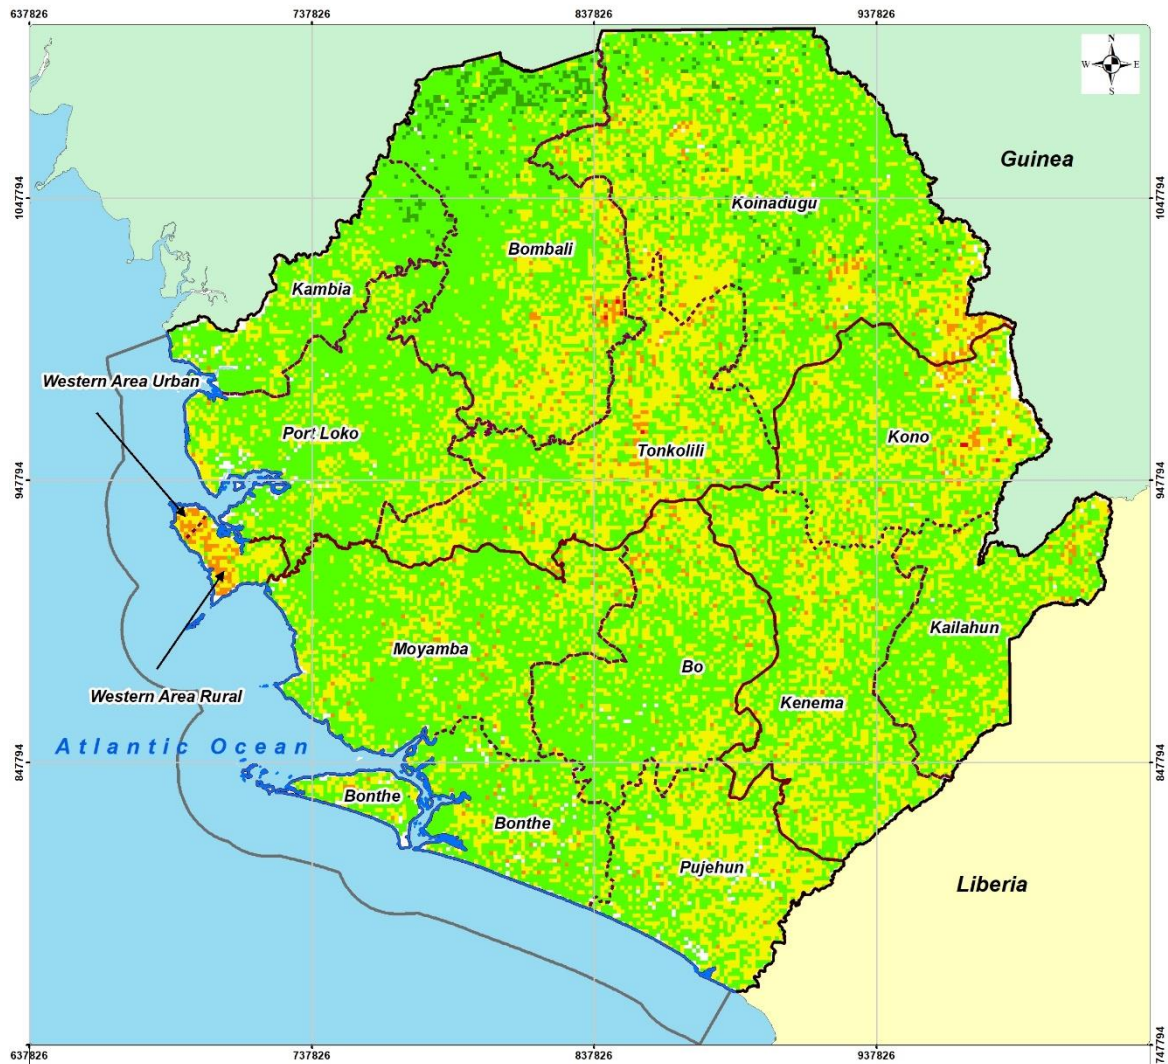 637826 737826 837826 937826
N
W E
S
Guinea
1047794 1047794
Koinadugu
Bombali
Kambia
Western Area Urban
Port Loko
Kono
Tonkolili
947794 947794
Kailahun
Moyamba
Bo
Western Area Rural
Kenema
Atlantic Ocean
847794 847794
Bonthe
Bonthe
Pujehun
Liberia
637826 737826 837826 937826